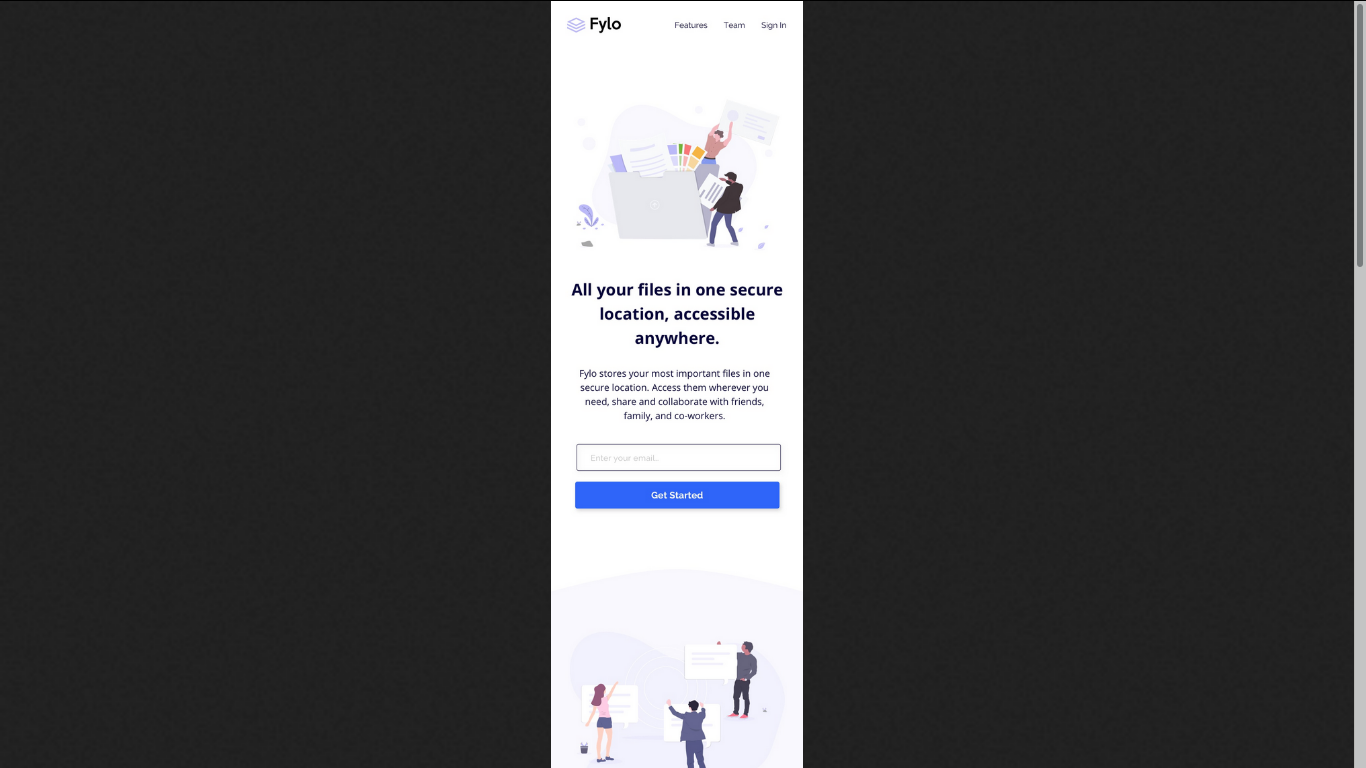 Fylo
Features Team Sign In
All your files in one secure
location, accessible
anywhere.
Fylo stores your most important files in one
secure location. Access them wherever you
need, share and collaborate with friends,
family, and co-workers.
Enter your email...
Get Started